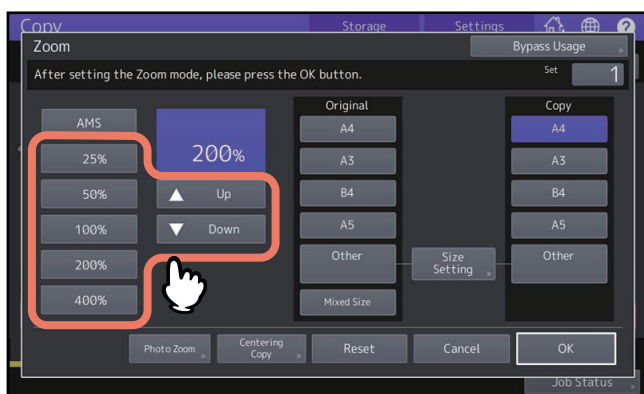 Copy
Storage
Settings
?
Zoom
Bypass Usage
After setting the Zoom mode, please press the OK button.
Set
1
AMS
25%
50%
100%
200%
400%
200%
Up
Down
Original
A4
A3
B4
A5
Other
Mixed Size
Size
Setting
Copy
A4
A3
B4
A5
Other
Photo Zoom
Centering
Copy
Reset
Cancel
OK
Job Status